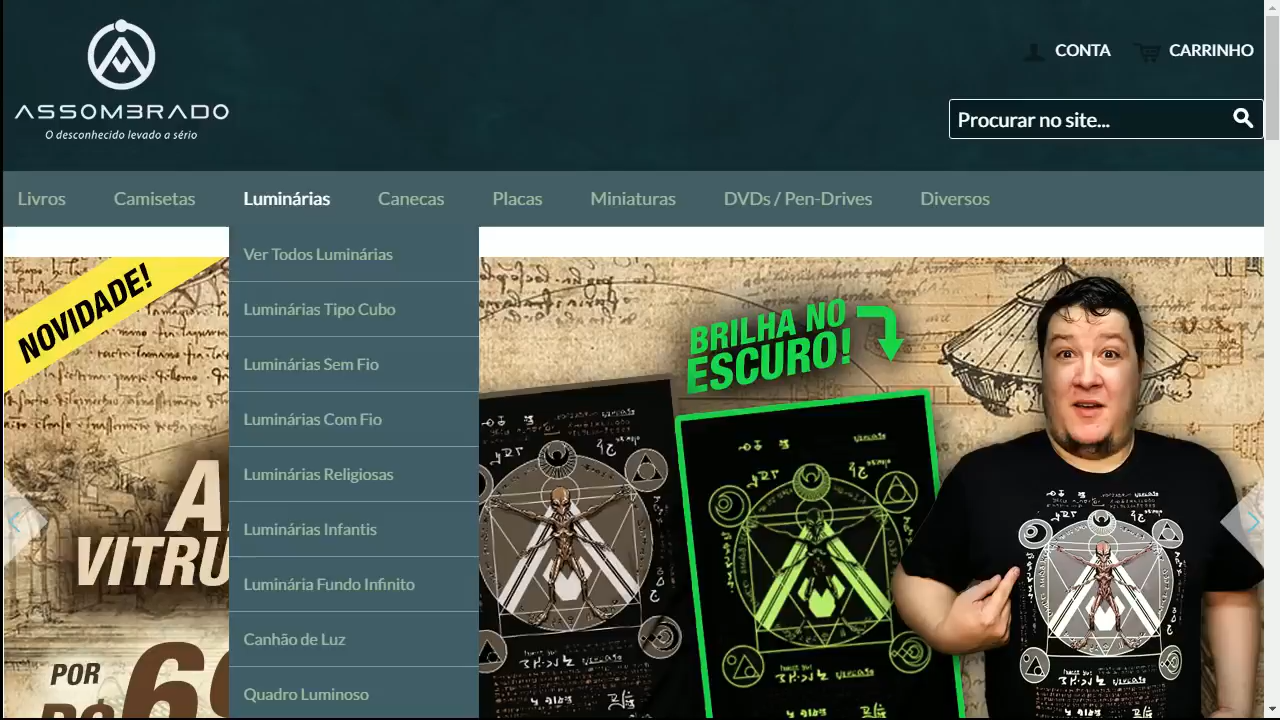 CONTA
CARRINHO
ASSOMBRADO
O desconhecido levado a sério
Procurar no site...
Livros
Camisetas
Luminárias
Canecas
Placas
Miniaturas
DVDs / Pen-Drives
Diversos
Ver Todos Luminárias
Luminárias Tipo Cubo
Luminárias Sem Fio
Luminárias Com Fio
Luminárias Religiosas
Luminárias Infantis
Luminária Fundo Infinito
Canhão de Luz
Quadro Luminoso
NOVIDADE!
BRILHA NO
ESCURO!
VITRU
POR
R$